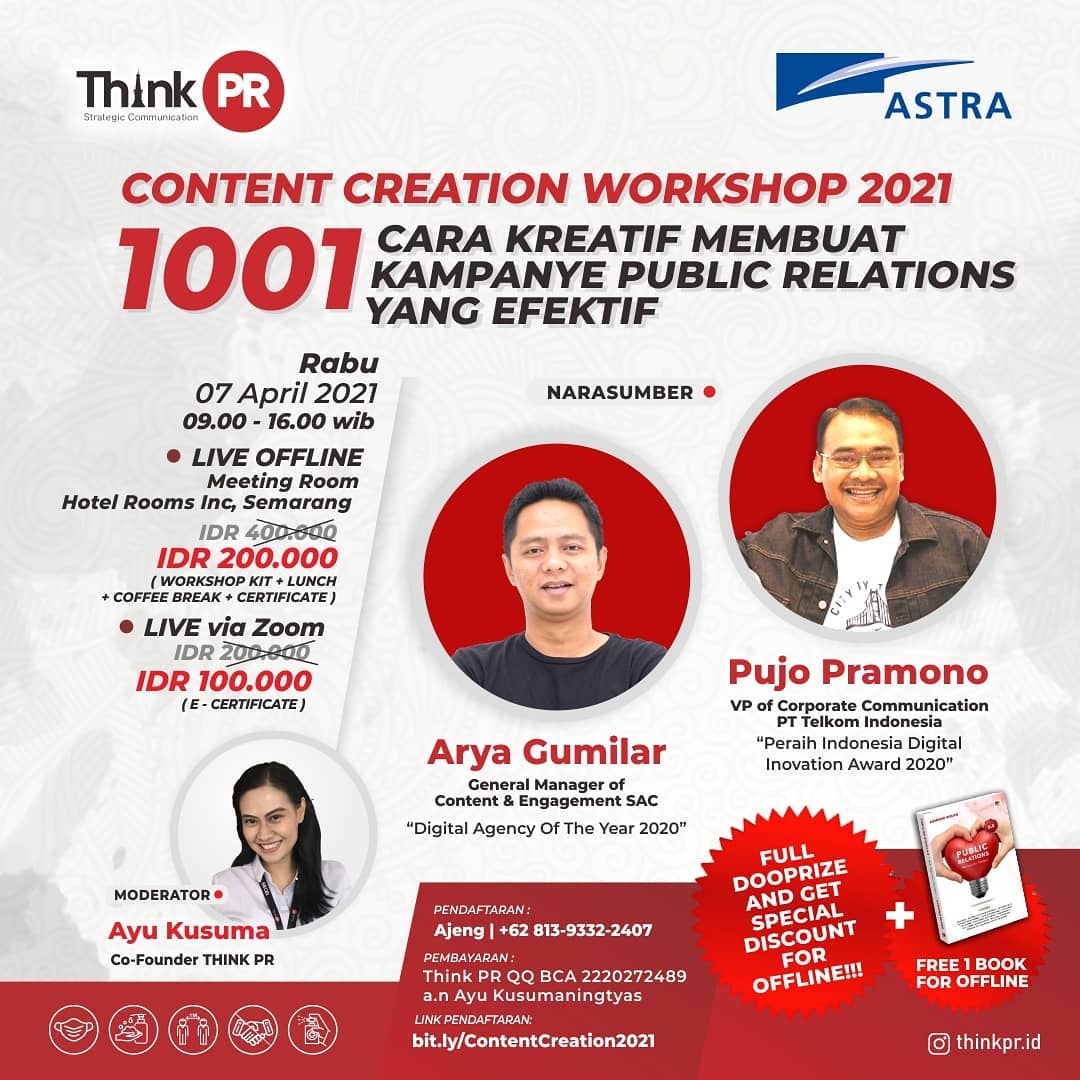 Think PR
Strategic Communication
ASTRA
CONTENT CREATION WORKSHOP 2021
1001
CARA KREATIF MEMBUAT
KAMPANYE PUBLIC RELATIONS
YANG EFEKTIF
Rabu
07 April 2021
09.00 - 16.00 wib
LIVE OFFLINE
Meeting Room
Hotel Rooms Inc, Semarang
IDR 400.000
IDR 200.000
( WORKSHOP KIT + LUNCH
+ COFFEE BREAK + CERTIFICATE )
LIVE via Zoom
IDR 200.000
IDR 100.000
( E - CERTIFICATE )
NARASUMBER
CITY
Pujo Pramono
VP of Corporate Communication
PT Telkom Indonesia
“Peraih Indonesia Digital
Inovation Award 2020”
Arya Gumilar
General Manager of
Content & Engagement SAC
“Digital Agency Of The Year 2020”
MODERATOR
Ayu Kusuma
Co-Founder THINK PR
PENDAFTARAN :
Ajeng | +62 813-9332-2407
PEMBAYARAN :
Think PR QQ BCA 2220272489
a.n Ayu Kusumaningtyas
LINK PENDAFTARAN:
bit.ly/ContentCreation2021
FULL
DOOPRIZE
AND GET
SPECIAL
DISCOUNT
FOR
OFFLINE!!!
+
PUBLIC
RELATIONS
FREE 1 BOOK
FOR OFFLINE
thinkpr.id